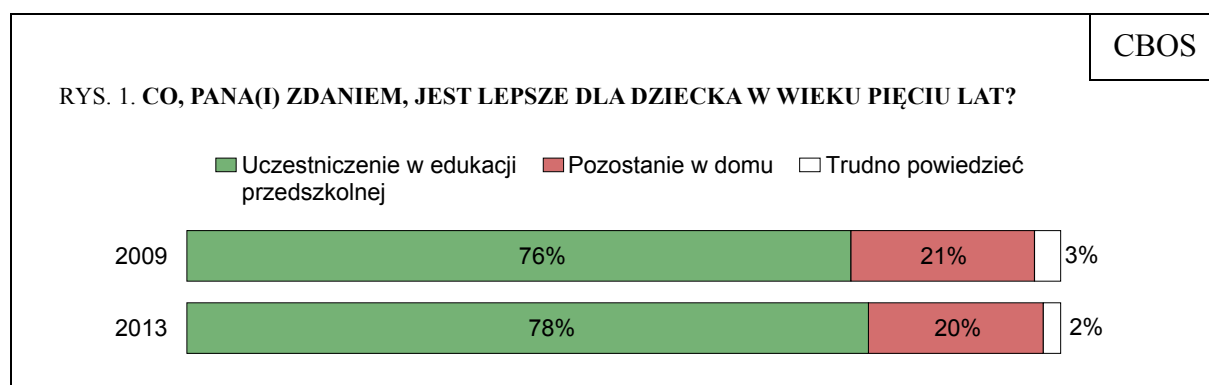 CBOS
RYS. 1. CO, PANA(I) ZDANIEM, JEST LEPSZE DLA DZIECKA W WIEKU PIĘCIU LAT?
Uczestniczenie w edukacji przedszkolnej
Pozostanie w domu
Trudno powiedzieć
2009 76% 21% 3%
2013 78% 20% 2%